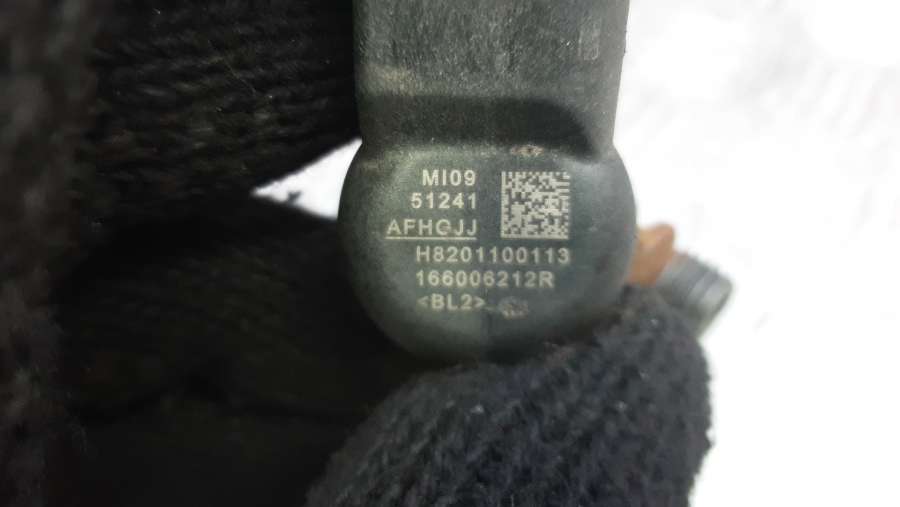 MI09
51241
AFHGJJ
H8201100113
166006212R
<BL2>